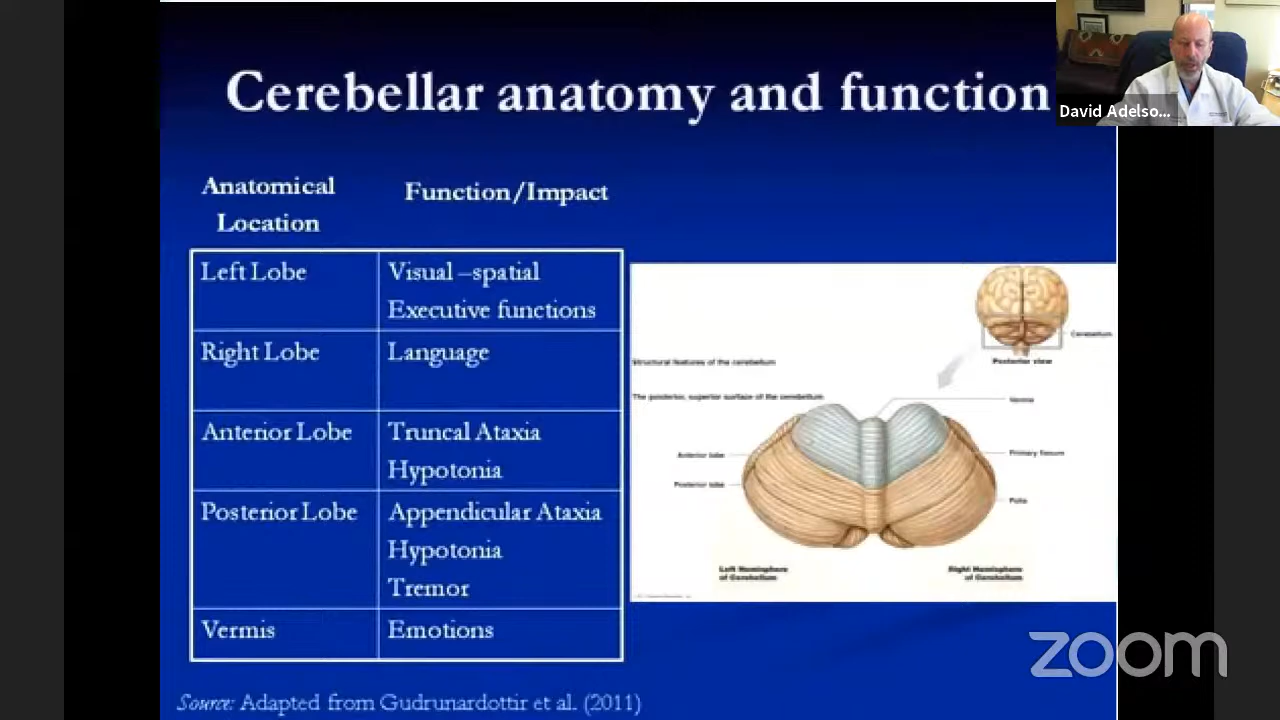 Cerebellar anatomy and function
David Adelso...
Anatomical
Location
Function/Impact
Left Lobe
Visual –spatial
Executive functions
Right Lobe
Language
Anterior Lobe
Truncal Ataxia
Hypotonia
Posterior Lobe
Appendicular Ataxia
Hypotonia
Tremor
Vermis
Emotions
Cerebellum
Posterior view
Structural features of the cerebellum
The posterior, superior surface of the cerebellum
Vermis
Anterior lobe
Primary fissure
Posterior lobe
Folia
Left Hemisphere
of Cerebellum
Right Hemisphere
of Cerebellum
Source: Adapted from Gudrunardottir et al. (2011)
zoom